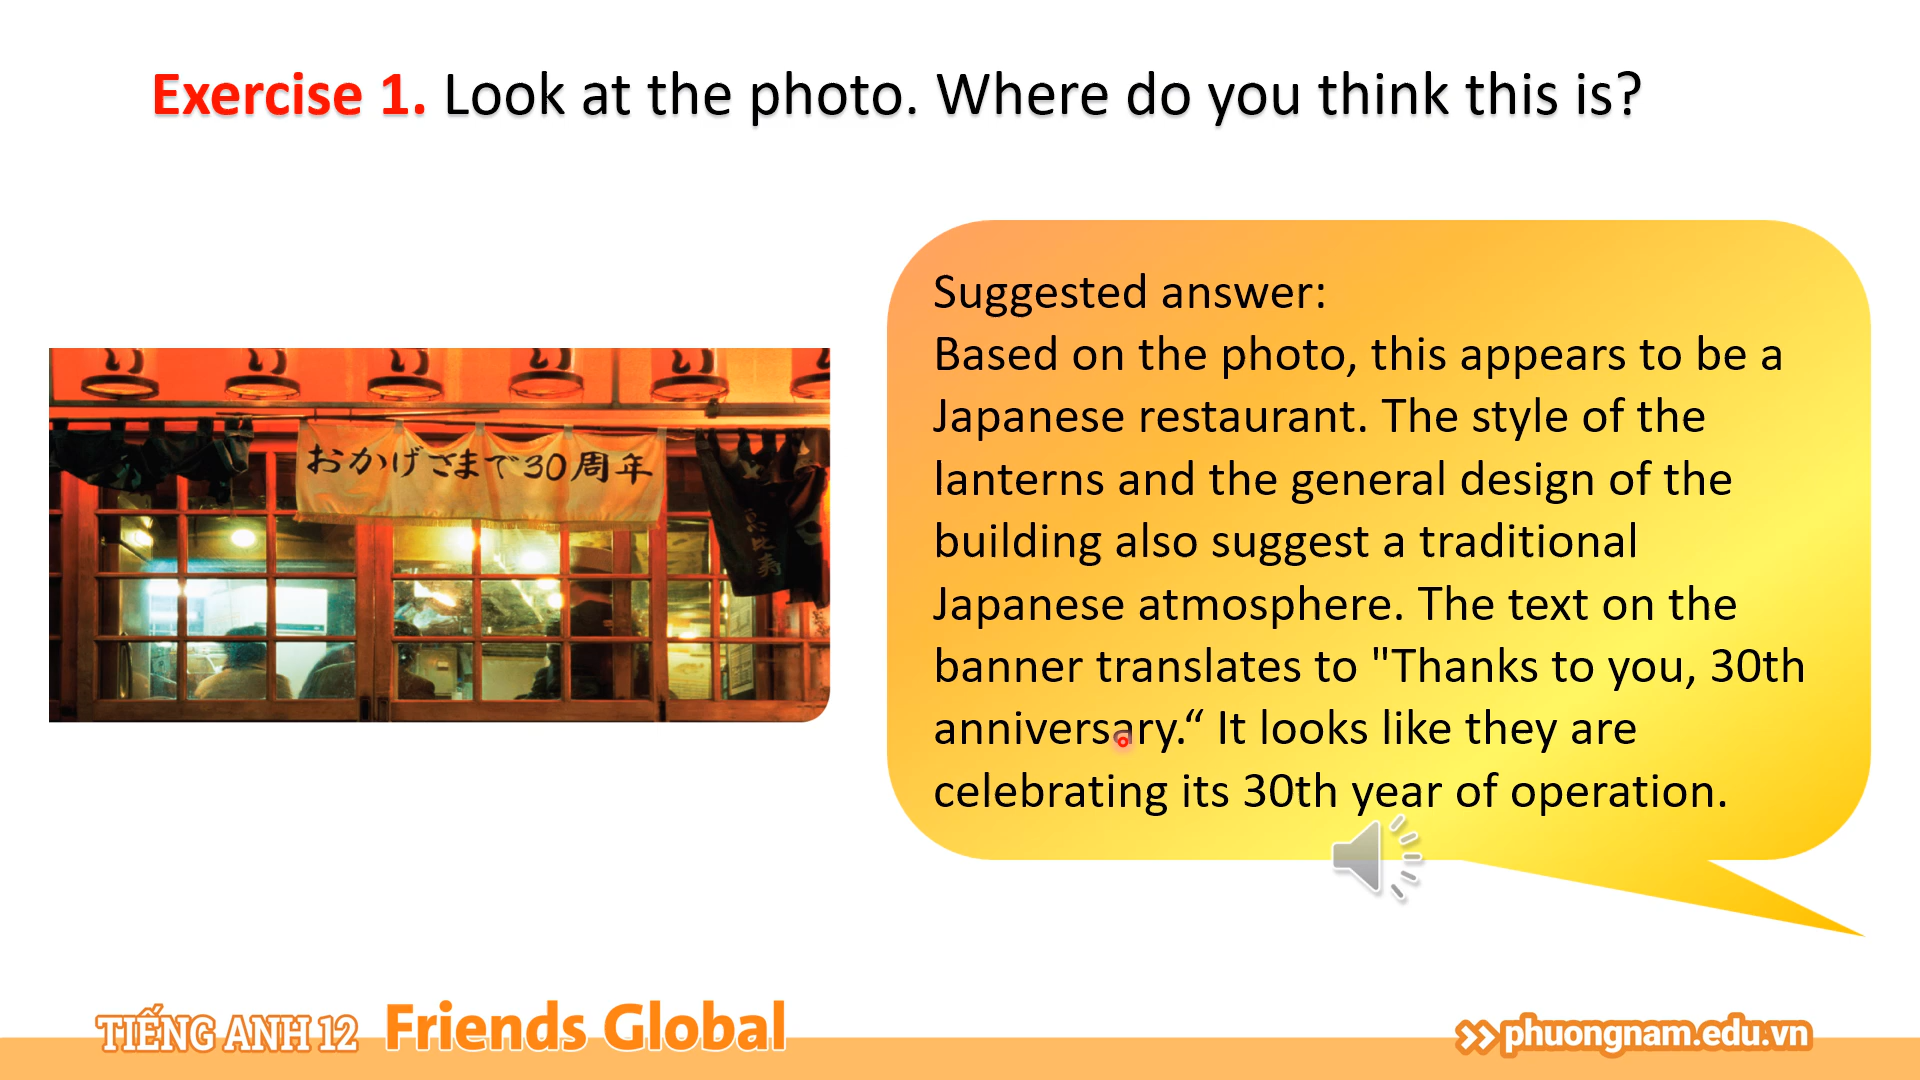 Exercise 1. Look at the photo. Where do you think this is?
おかげさまで30周年
Suggested answer:
Based on the photo, this appears to be a
Japanese restaurant. The style of the
lanterns and the general design of the
building also suggest a traditional
Japanese atmosphere. The text on the
banner translates to "Thanks to you, 30th
anniversary.“ It looks like they are
celebrating its 30th year of operation.
TIẾNG ANH 12 Friends Global
phuongnam.edu.vn